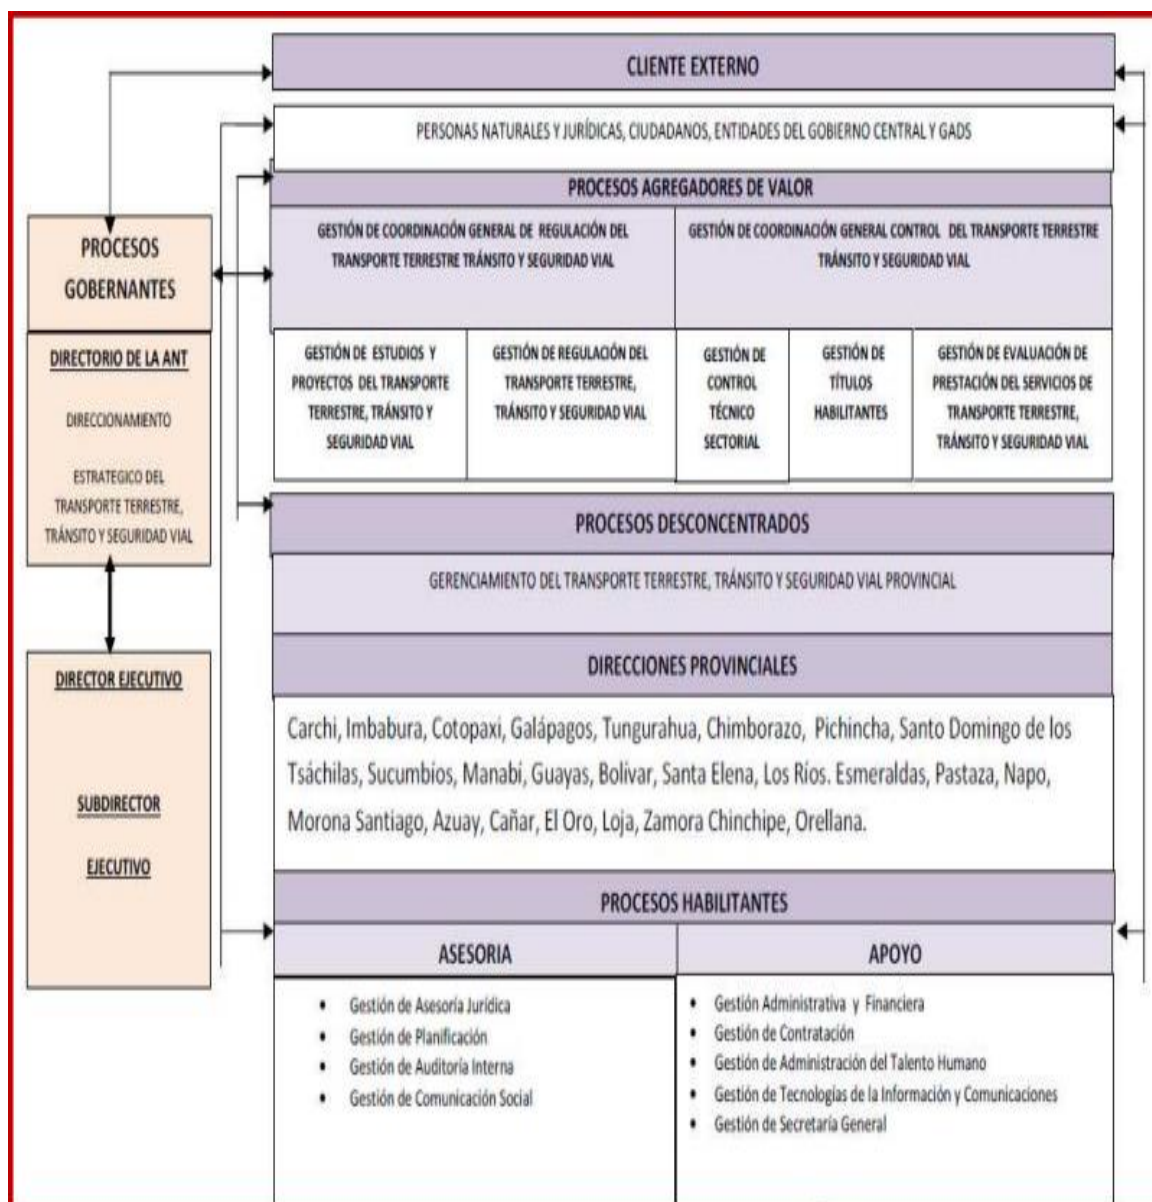 CLIENTE EXTERNO
PERSONAS NATURALES Y JURÍDICAS, CIUDADANOS, ENTIDADES DEL GOBIERNO CENTRAL Y GADS
PROCESOS AGREGADORES DE VALOR
GESTIÓN DE COORDINACIÓN GENERAL DE REGULACIÓN DEL
TRANSPORTE TERRESTRE TRÁNSITO Y SEGURIDAD VIAL
GESTIÓN DE COORDINACIÓN GENERAL CONTROL DEL TRANSPORTE TERRESTRE
TRÁNSITO Y SEGURIDAD VIAL
PROCESOS
GOBERNANTES
DIRECTORIO DE LA ANT
DIRECCIONAMIENTO
ESTRATEGICO DEL
TRANSPORTE TERRESTRE,
TRÁNSITO Y SEGURIDAD VIAL
GESTIÓN DE ESTUDIOS Y
PROYECTOS DEL TRANSPORTE
TERRESTRE, TRÁNSITO Y
SEGURIDAD VIAL
GESTIÓN DE REGULACIÓN DEL
TRANSPORTE TERRESTRE,
TRÁNSITO Y SEGURIDAD VIAL
GESTIÓN DE
CONTROL
TÉCNICO
SECTORIAL
GESTIÓN DE
TÍTULOS
HABILITANTES
GESTIÓN DE EVALUACIÓN DE
PRESTACIÓN DEL SERVICIOS DE
TRANSPORTE TERRESTRE,
TRÁNSITO Y SEGURIDAD VIAL
PROCESOS DESCONCENTRADOS
GERENCIAMIENTO DEL TRANSPORTE TERRESTRE, TRÁNSITO Y SEGURIDAD VIAL PROVINCIAL
DIRECCIONES PROVINCIALES
DIRECTOR EJECUTIVO
SUBDIRECTOR
EJECUTIVO
Carchi, Imbabura, Cotopaxi, Galápagos, Tungurahua, Chimborazo, Pichincha, Santo Domingo de los
Tsáchilas, Sucumbíos, Manabí, Guayas, Bolívar, Santa Elena, Los Ríos. Esmeraldas, Pastaza, Napo,
Morona Santiago, Azuay, Cañar, El Oro, Loja, Zamora Chinchipe, Orellana.
PROCESOS HABILITANTES
ASESORIA
• Gestión de Asesoría Jurídica
• Gestión de Planificación
• Gestión de Auditoría Interna
• Gestión de Comunicación Social
APOYO
• Gestión Administrativa y Financiera
• Gestión de Contratación
• Gestión de Administración del Talento Humano
• Gestión de Tecnologías de la Información y Comunicaciones
• Gestión de Secretaría General